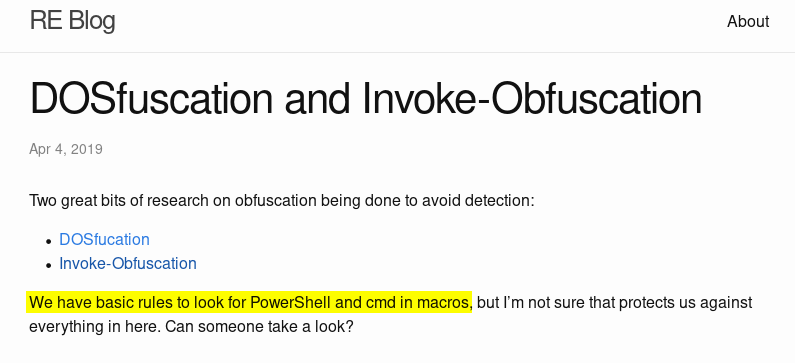 RE Blog
About
DOSfuscation and Invoke-Obfuscation
Apr 4, 2019
Two great bits of research on obfuscation being done to avoid detection:
• DOSfucation
• Invoke-Obfuscation
We have basic rules to look for PowerShell and cmd in macros, but I'm not sure that protects us against
everything in here. Can someone take a look?